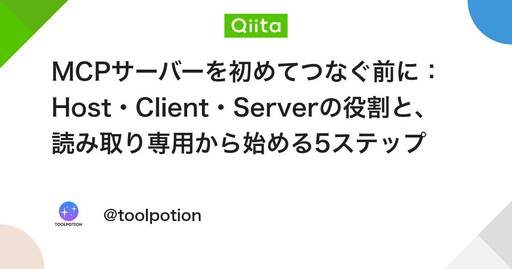 Qiita
MCPサーバーを初めてつなぐ前に：
Host・Client・Serverの役割と、
読み取り専用から始める5ステップ
TOOLPOTION
@toolpotion